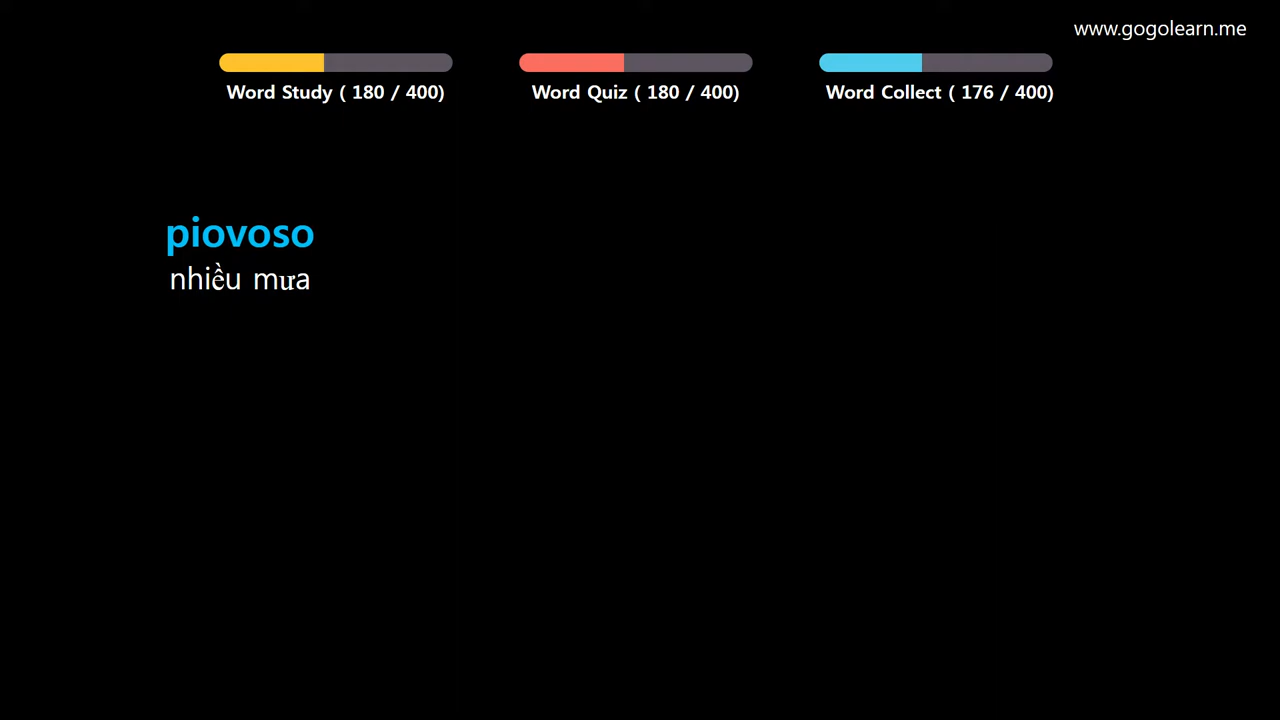 www.gogolearn.me
Word Study ( 180 / 400)
Word Quiz ( 180 / 400)
Word Collect ( 176 / 400)
piovoso
nhiều mưa